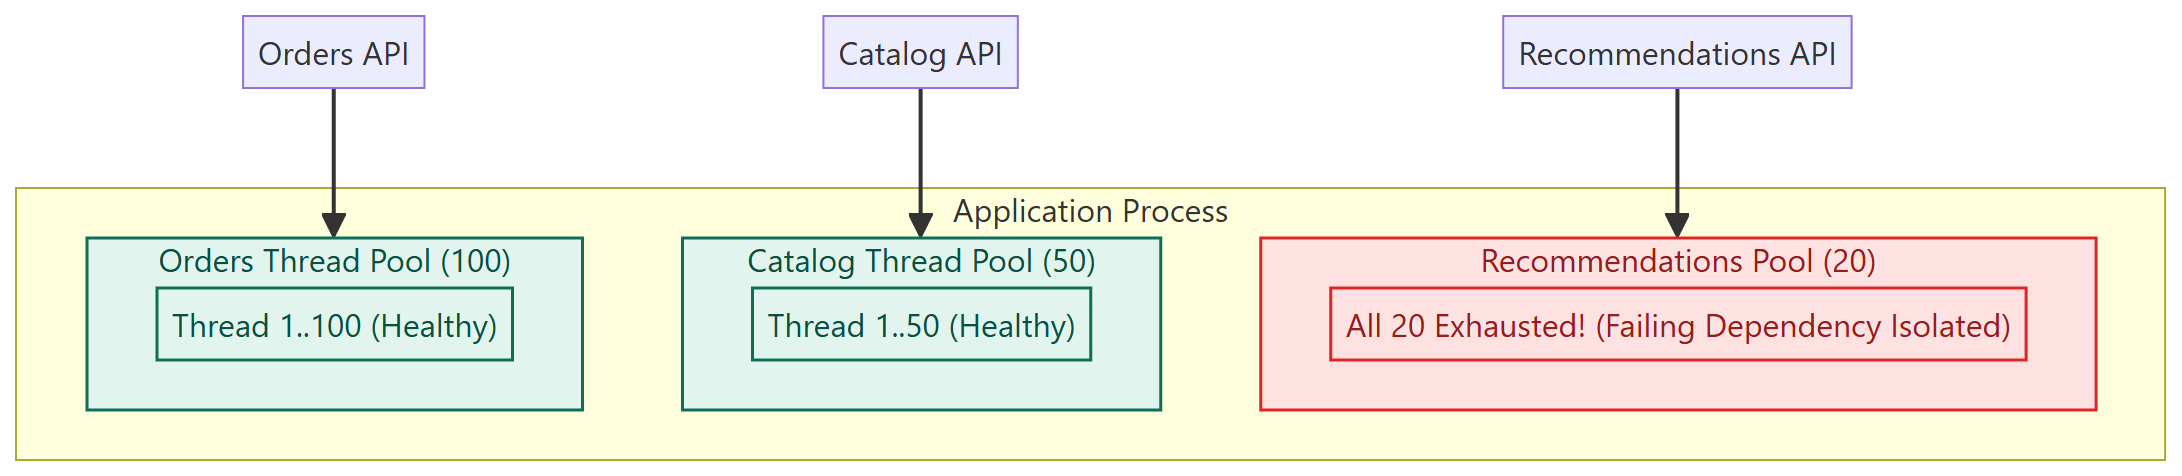 Orders API
Catalog API
Recommendations API
Application Process
Orders Thread Pool (100)
Catalog Thread Pool (50)
Recommendations Pool (20)
Thread 1..100 (Healthy)
Thread 1..50 (Healthy)
All 20 Exhausted! (Failing Dependency Isolated)